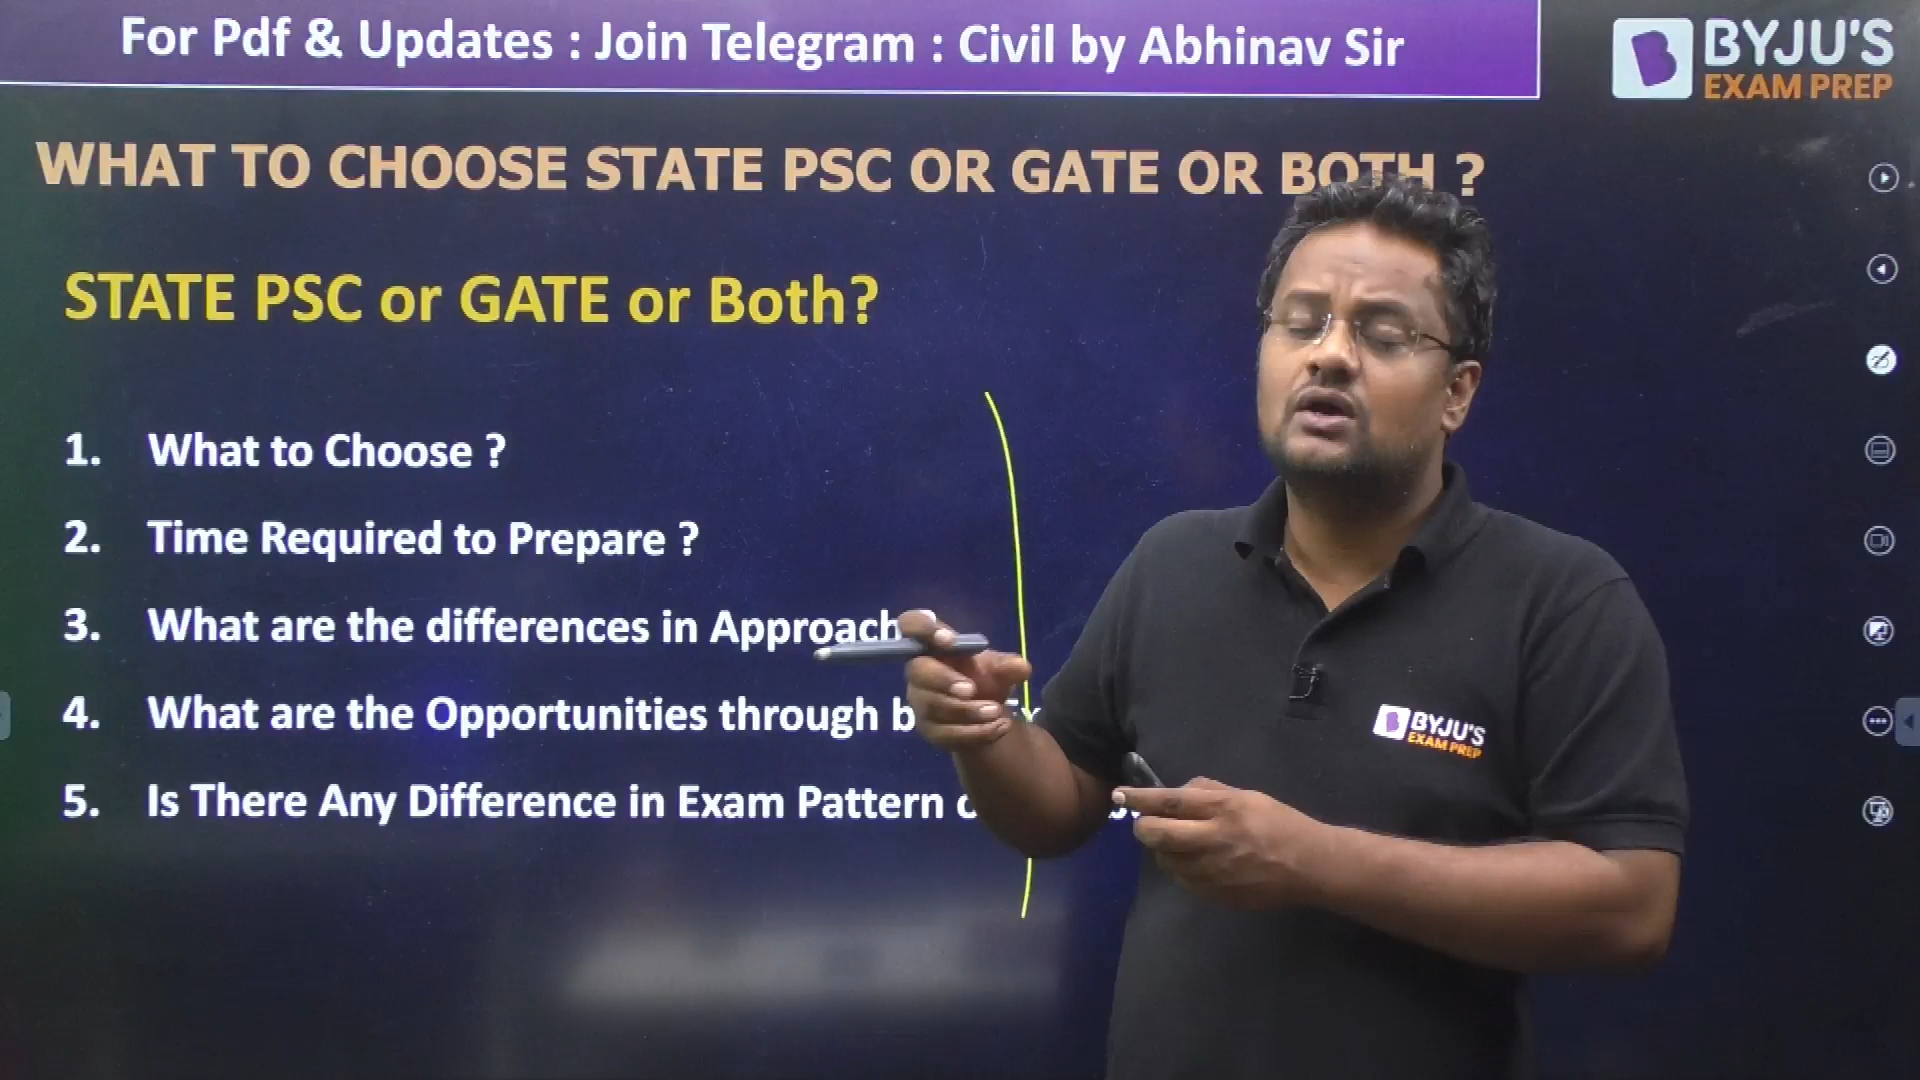 For Pdf & Updates : Join Telegram : Civil by Abhinav Sir
BYJU'S
EXAM PREP
WHAT TO CHOOSE STATE PSC OR GATE OR BOTH ?
STATE PSC or GATE or Both?
1. What to Choose ?
2. Time Required to Prepare ?
3. What are the differences in Approach ?
4. What are the Opportunities through
5. Is There Any Difference in Exam Pattern
BYJU'S
EXAM PREP